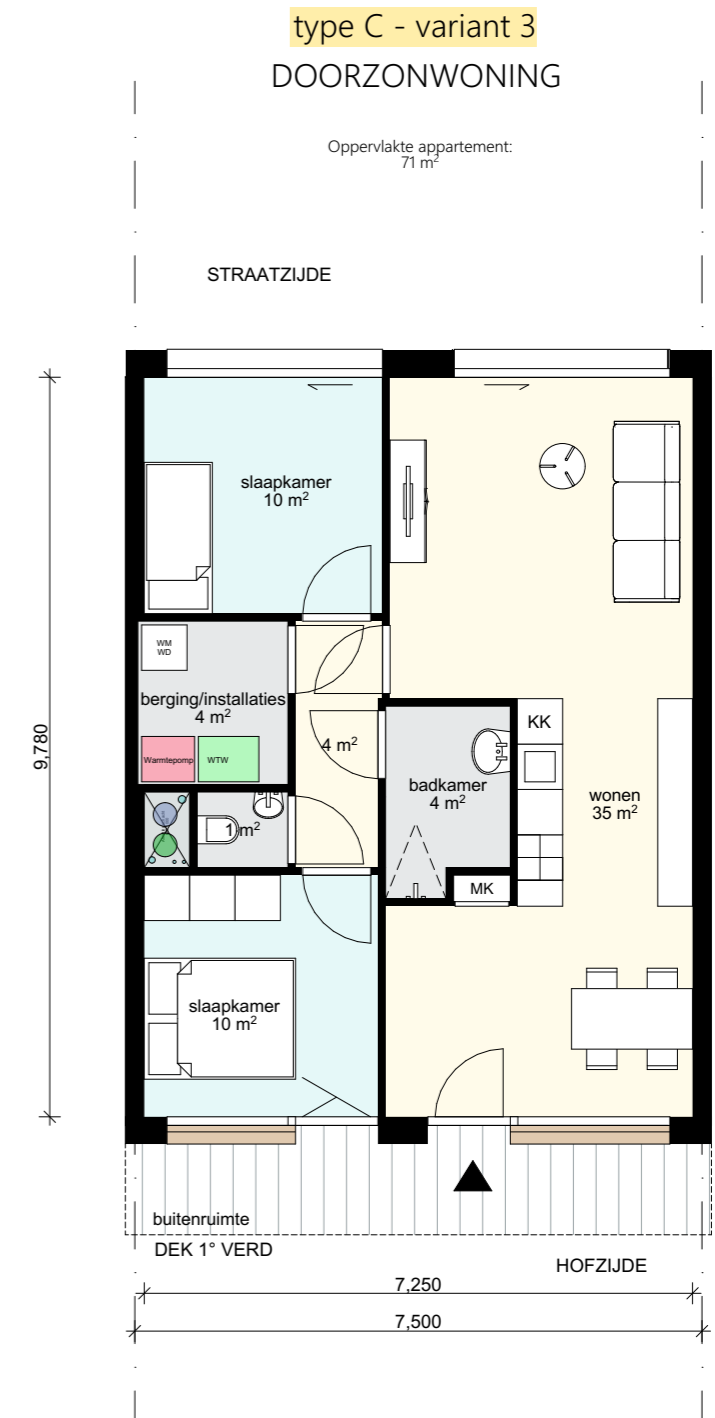 type C - variant 3
DOORZONWONING
Oppervlakte appartement:
71 m²
STRAATZIJDE
slaapkamer
10 m²
WM
WD
berging/installaties
4 m²
Warmtepomp
WTW
4 m²
1 m²
badkamer
4 m²
KK
wonen
35 m²
MK
9,780
slaapkamer
10 m²
buitenruimte
DEK 1° VERD
HOFZIJDE
7,250
7,500